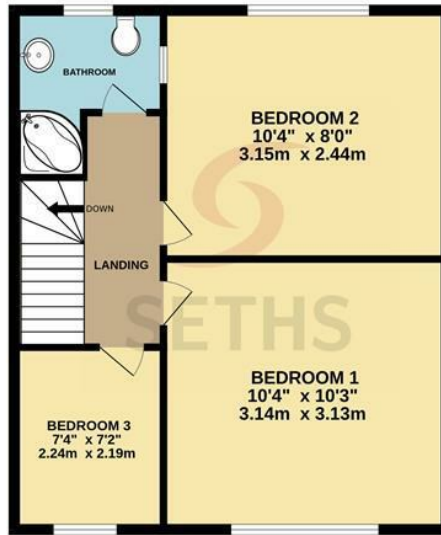 BATHROOM
BEDROOM 2
10'4" x 8'0"
3.15m x 2.44m
DOWN
LANDING
SETHS
BEDROOM 1
10'4" x 10'3"
3.14m x 3.13m
BEDROOM 3
7'4" x 7'2"
2.24m x 2.19m